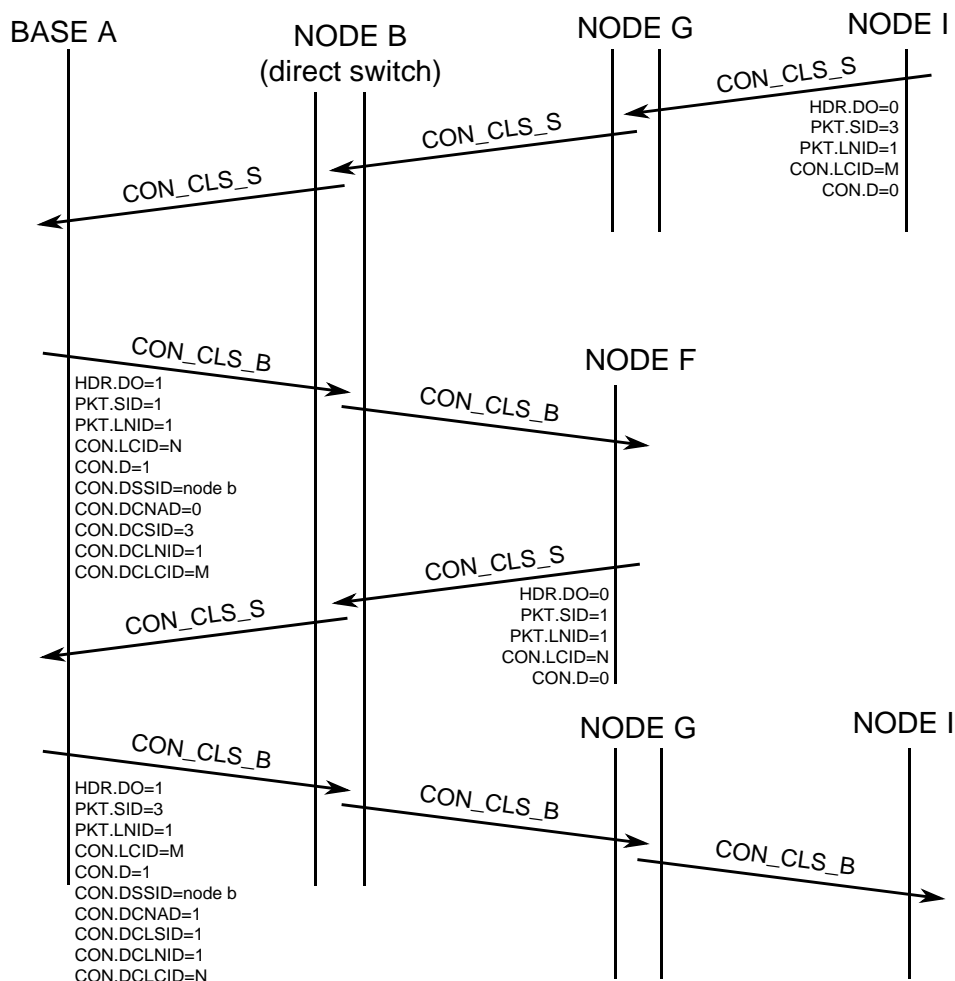 BASE A
NODE B
(direct switch)
NODE G
NODE I
CON_CLS_S
HDR.DO=0
PKT.SID=3
PKT.LNID=1
CON.LCID=M
CON.D=0
CON_CLS_S
CON_CLS_S
CON_CLS_B
HDR.DO=1
PKT.SID=1
PKT.LNID=1
CON.LCID=N
CON.D=1
CON.DSSID=node b
CON.DCNAD=0
CON.DCSID=3
CON.DCLNID=1
CON.DCLCID=M
NODE F
CON_CLS_B
CON_CLS_S
HDR.DO=0
PKT.SID=1
PKT.LNID=1
CON.LCID=N
CON.D=0
CON_CLS_S
NODE G
NODE I
CON_CLS_B
HDR.DO=1
PKT.SID=3
PKT.LNID=1
CON.LCID=M
CON.D=1
CON.DSSID=node b
CON.DCNAD=1
CON.DCLSID=1
CON.DCLNID=1
CON.DCLCID=N
CON_CLS_B
CON_CLS_B